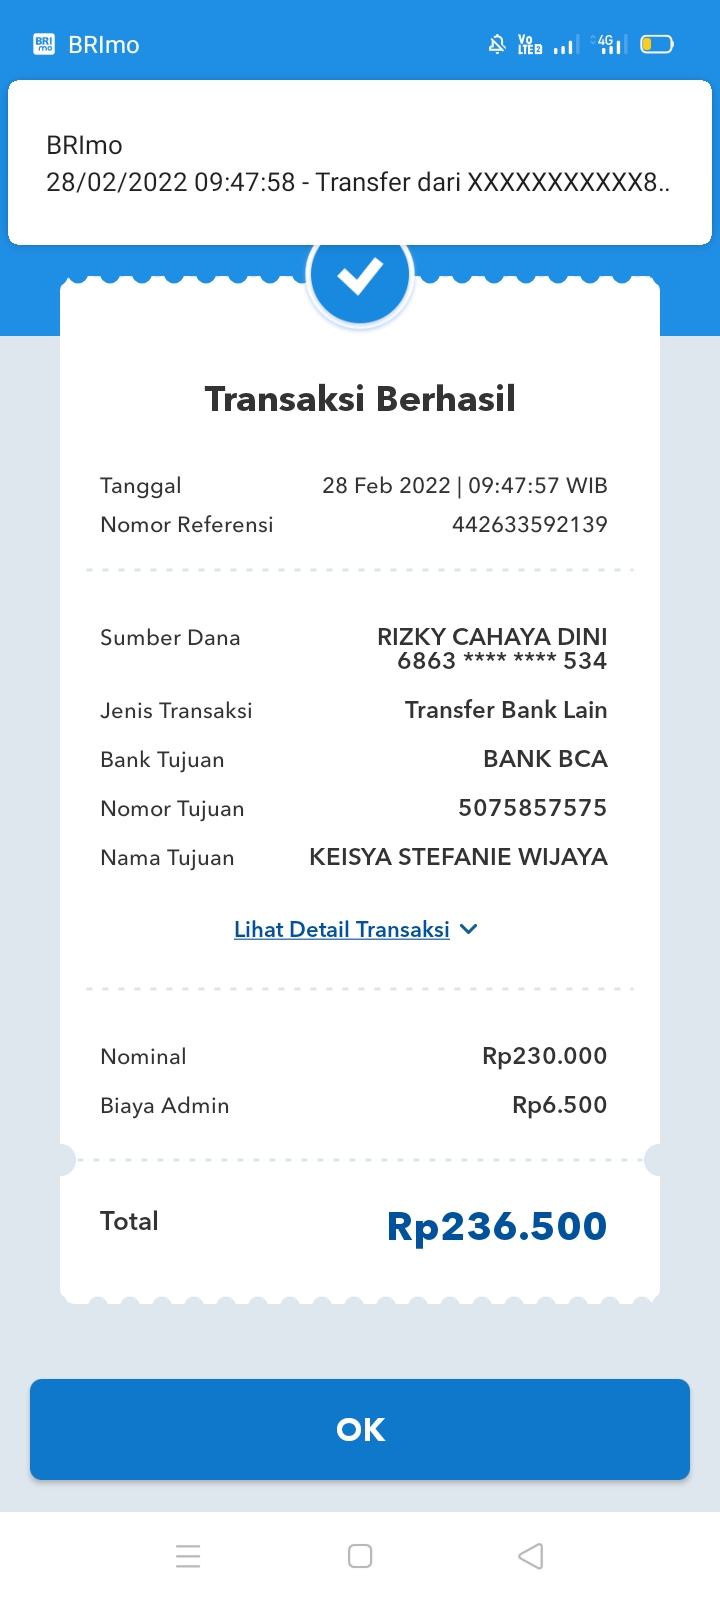 BRImo
BRImo
28/02/2022 09:47:58 - Transfer dari XXXXXXXXXXX8..
Transaksi Berhasil
Tanggal 28 Feb 2022 | 09:47:57 WIB
Nomor Referensi 442633592139
Sumber Dana RIZKY CAHAYA DINI
6863 **** **** 534
Jenis Transaksi Transfer Bank Lain
Bank Tujuan BANK BCA
Nomor Tujuan 5075857575
Nama Tujuan KEISYA STEFANIE WIJAYA
Lihat Detail Transaksi
Nominal Rp230.000
Biaya Admin Rp6.500
Total Rp236.500
OK